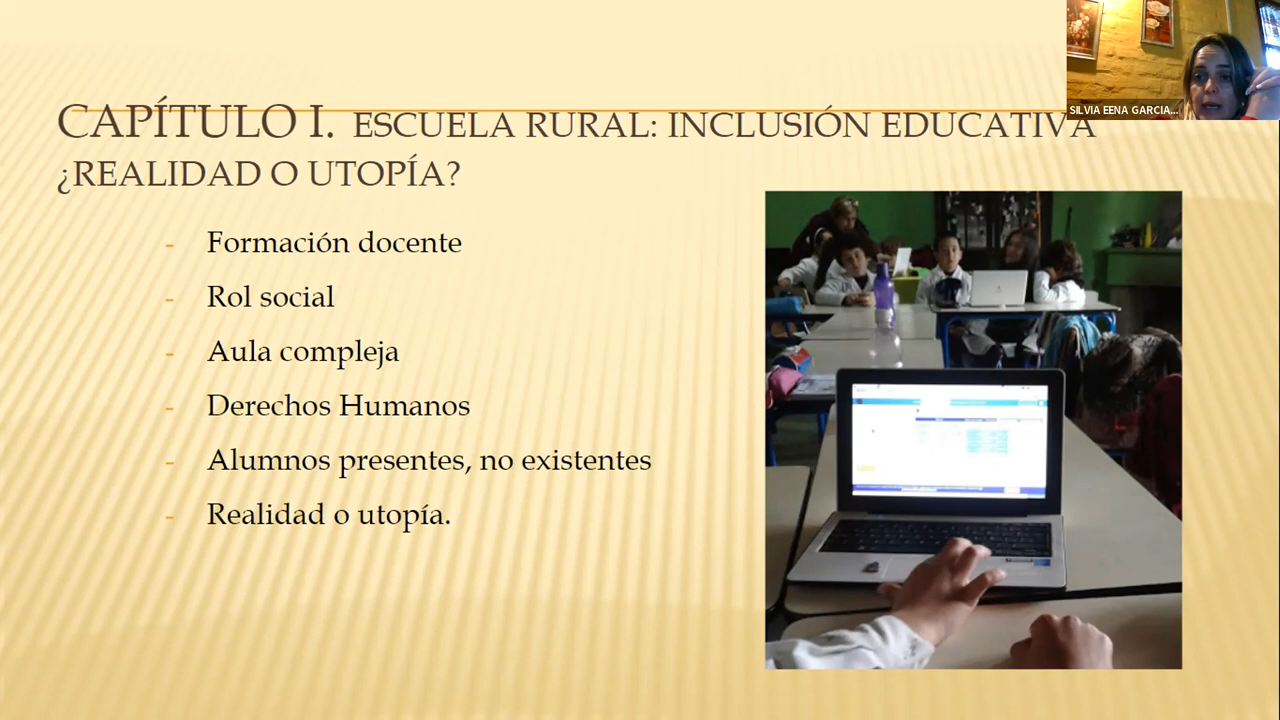 CAPÍTULO I. ESCUELA RURAL: INCLUSIÓN EDUCATIVA
¿REALIDAD O UTOPÍA?
- Formación docente
- Rol social
- Aula compleja
- Derechos Humanos
- Alumnos presentes, no existentes
- Realidad o utopía.
SILVIA EENA GARCIA...